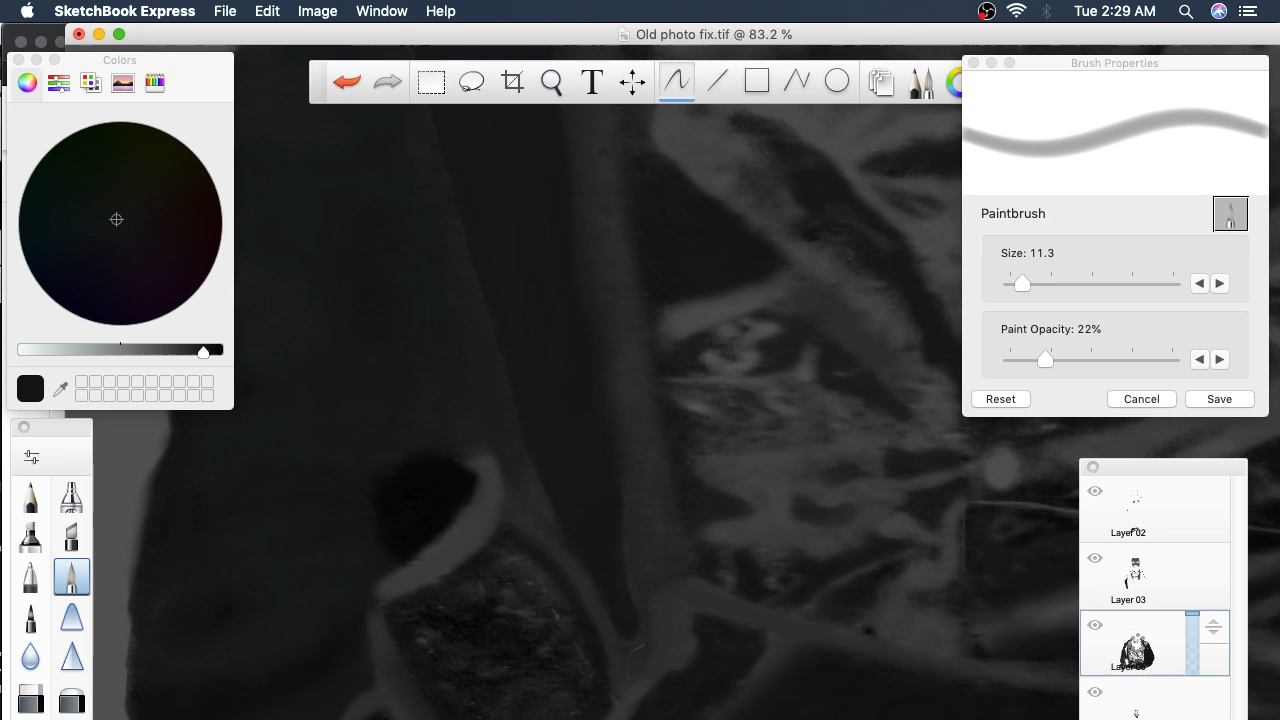 SketchBook Express File Edit Image Window Help Tue 2:29 AM
Old photo fix.tif @ 83.2 %
Colors
T
Brush Properties
Paintbrush
Size: 11.3
Paint Opacity: 22%
Reset Cancel Save
Layer 02
Layer 03